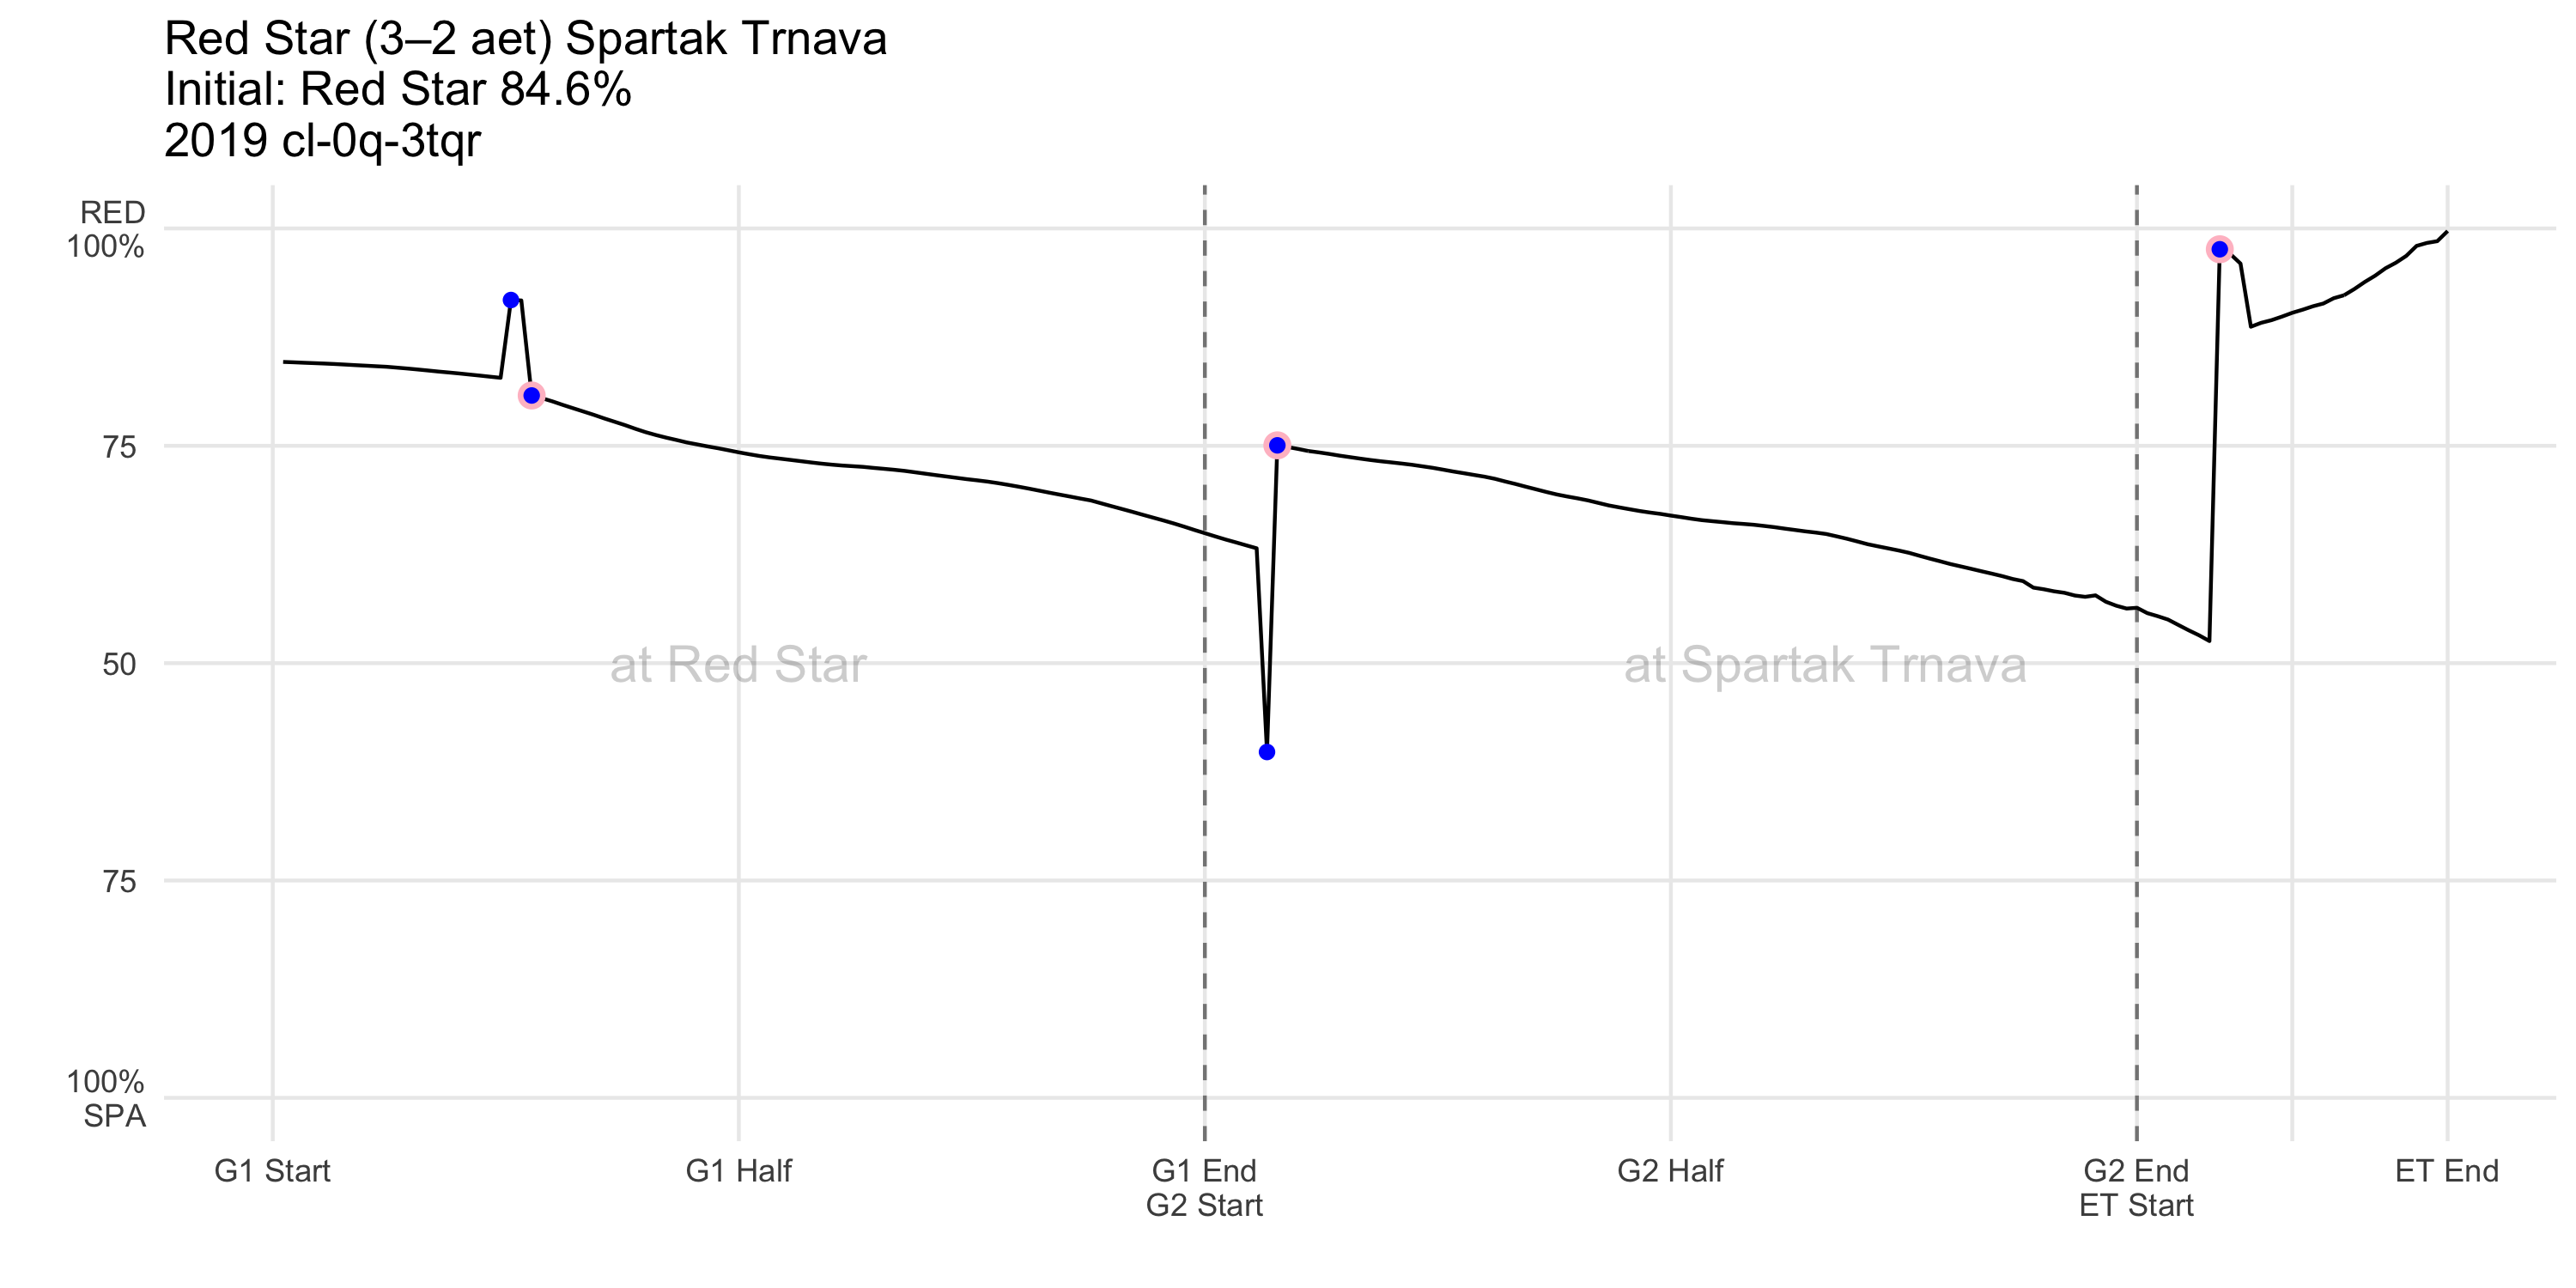 Red Star (3–2 aet) Spartak Trnava
Initial: Red Star 84.6%
2019 cl-0q-3tqr
RED
100%
75
50
75
100%
SPA
at Red Star
at Spartak Trnava
G1 Start
G1 Half
G1 End
G2 Start
G2 Half
G2 End
ET Start
ET End